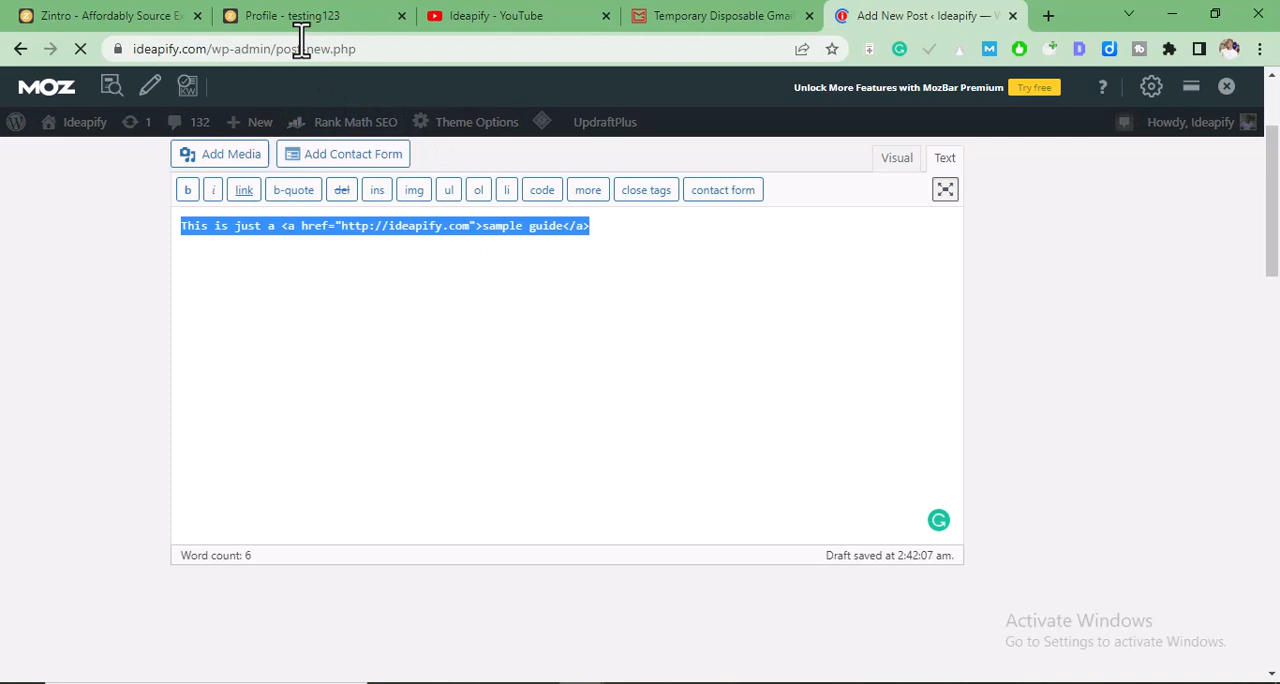 Zintro - Affordably Source Ex
Profile - testing123
Ideapify - YouTube
Temporary Disposable Gmail
Add New Post ‹ Ideapify — W
ideapify.com/wp-admin/post-new.php
MOZ
KW
Unlock More Features with MozBar Premium
Try free
?
Ideapify
1
132
+ New
Rank Math SEO
Theme Options
UpdraftPlus
Howdy, Ideapify
Add Media
Add Contact Form
Visual
Text
b
i
link
b-quote
del
ins
img
ul
ol
li
code
more
close tags
contact form
This is just a <a href="http://ideapify.com">sample guide</a>
Word count: 6
Draft saved at 2:42:07 am.
Activate Windows
Go to Settings to activate Windows.